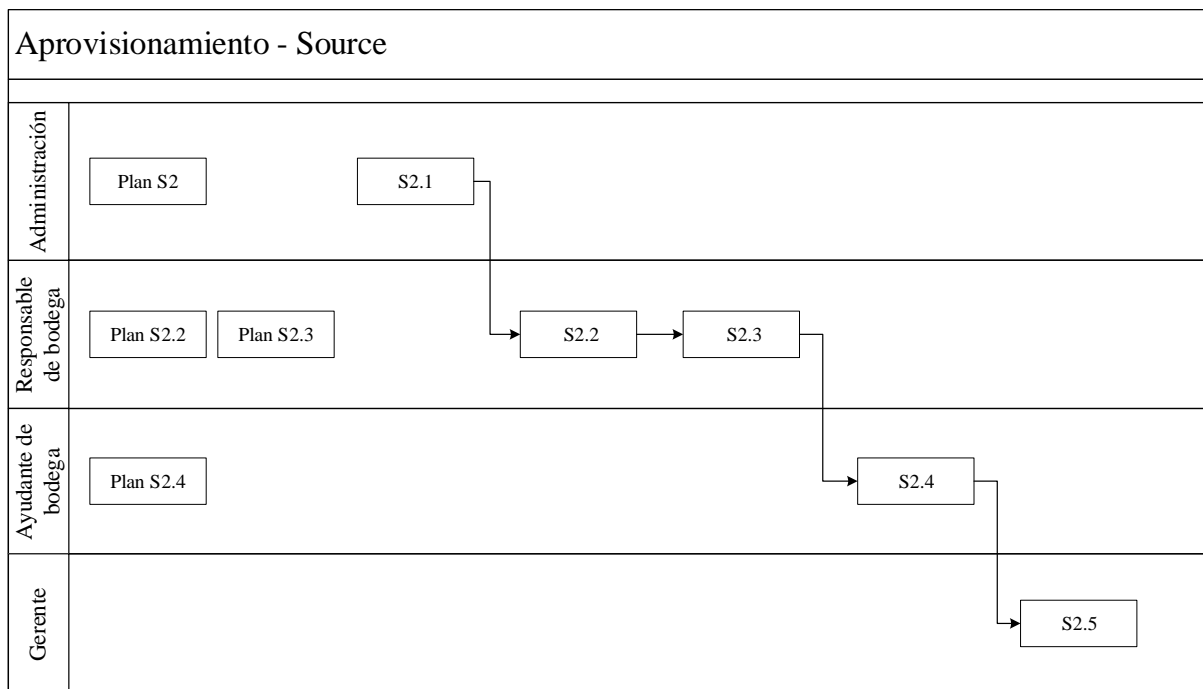 Aprovisionamiento - Source
Administración
Plan S2
S2.1
Responsable
de bodega
Plan S2.2
Plan S2.3
S2.2
S2.3
Ayudante de
bodega
Plan S2.4
S2.4
Gerente
S2.5